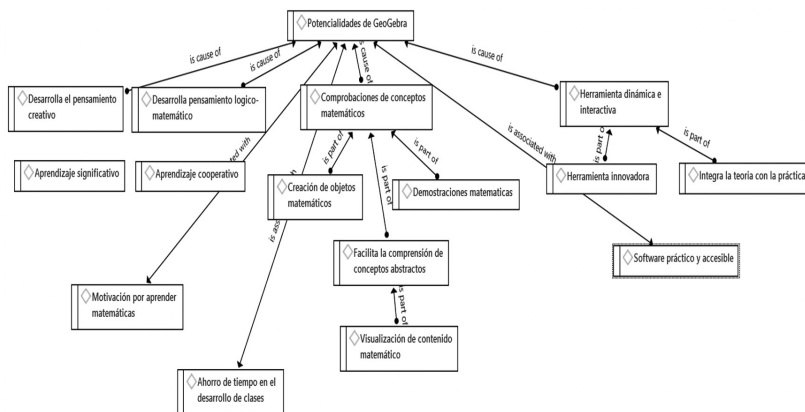 Potencialidades de GeoGebra
is cause of
is cause of
is cause of
is cause of
Desarrolla el pensamiento
creativo
Desarrolla pensamiento logico-
matemático
Comprobaciones de conceptos
matemáticos
Herramienta dinámica e
interactiva
is associated with
is part of
is part of
is part of
is part of
is part of
Aprendizaje significativo
Aprendizaje cooperativo
ted with
Creación de objetos
matemáticos
Demostraciones matematicas
Herramienta innovadora
Integra la teoria con la práctica
is ass
Facilita la comprensión de
conceptos abstractos
Software práctico y accesible
is part of
Motivación por aprender
matemáticas
Visualización de contenido
matemático
Ahorro de tiempo en el
desarrollo de clases